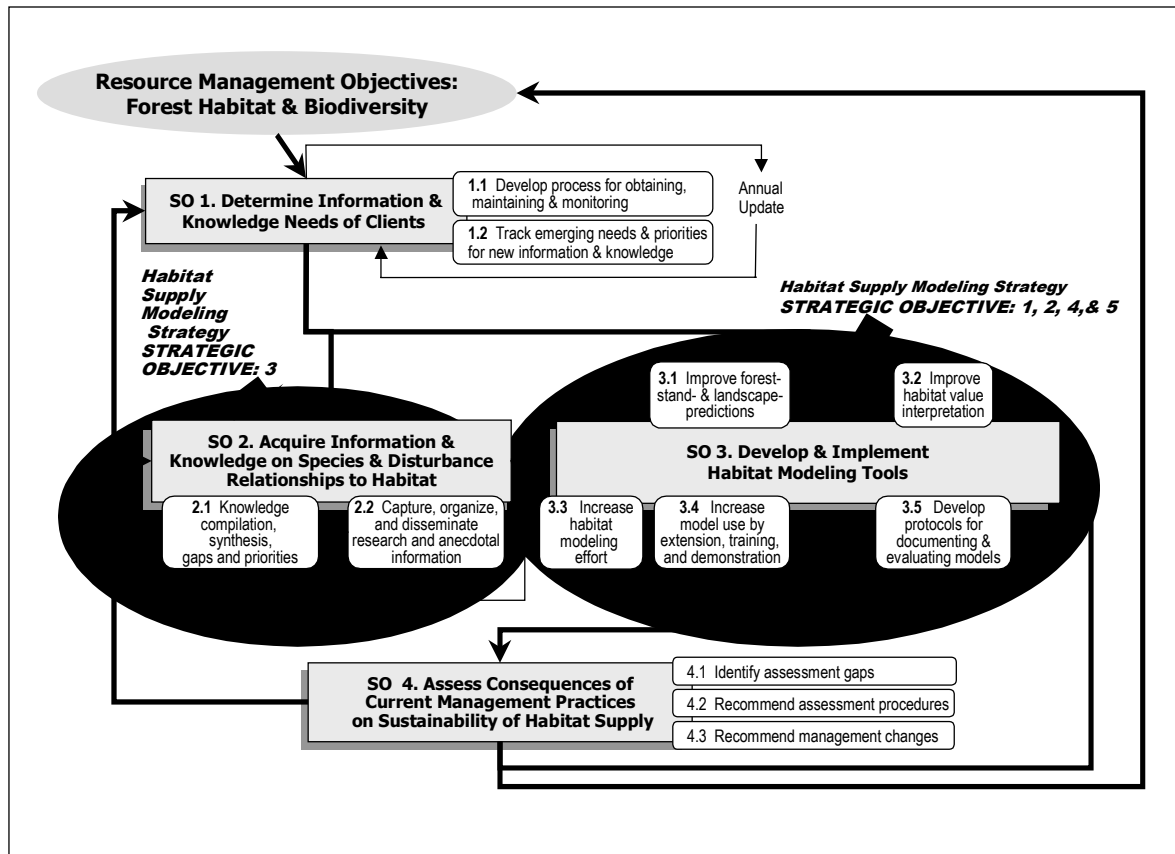 Resource Management Objectives:
Forest Habitat & Biodiversity
SO 1. Determine Information &
Knowledge Needs of Clients
1.1 Develop process for obtaining,
maintaining & monitoring
1.2 Track emerging needs & priorities
for new information & knowledge
Annual
Update
Habitat
Supply
Modeling
Strategy
STRATEGIC
OBJECTIVE: 3
Habitat Supply Modeling Strategy
STRATEGIC OBJECTIVE: 1, 2, 4,& 5
SO 2. Acquire Information &
Knowledge on Species & Disturbance
Relationships to Habitat
2.1 Knowledge
compilation,
synthesis,
gaps and priorities
2.2 Capture, organize,
and disseminate
research and anecdotal
information
3.1 Improve forest-
stand- & landscape-
predictions
3.2 Improve
habitat value
interpretation
SO 3. Develop & Implement
Habitat Modeling Tools
3.3 Increase
habitat
modeling
effort
3.4 Increase
model use by
extension, training,
and demonstration
3.5 Develop
protocols for
documenting &
evaluating models
SO 4. Assess Consequences of
Current Management Practices
on Sustainability of Habitat Supply
4.1 Identify assessment gaps
4.2 Recommend assessment procedures
4.3 Recommend management changes